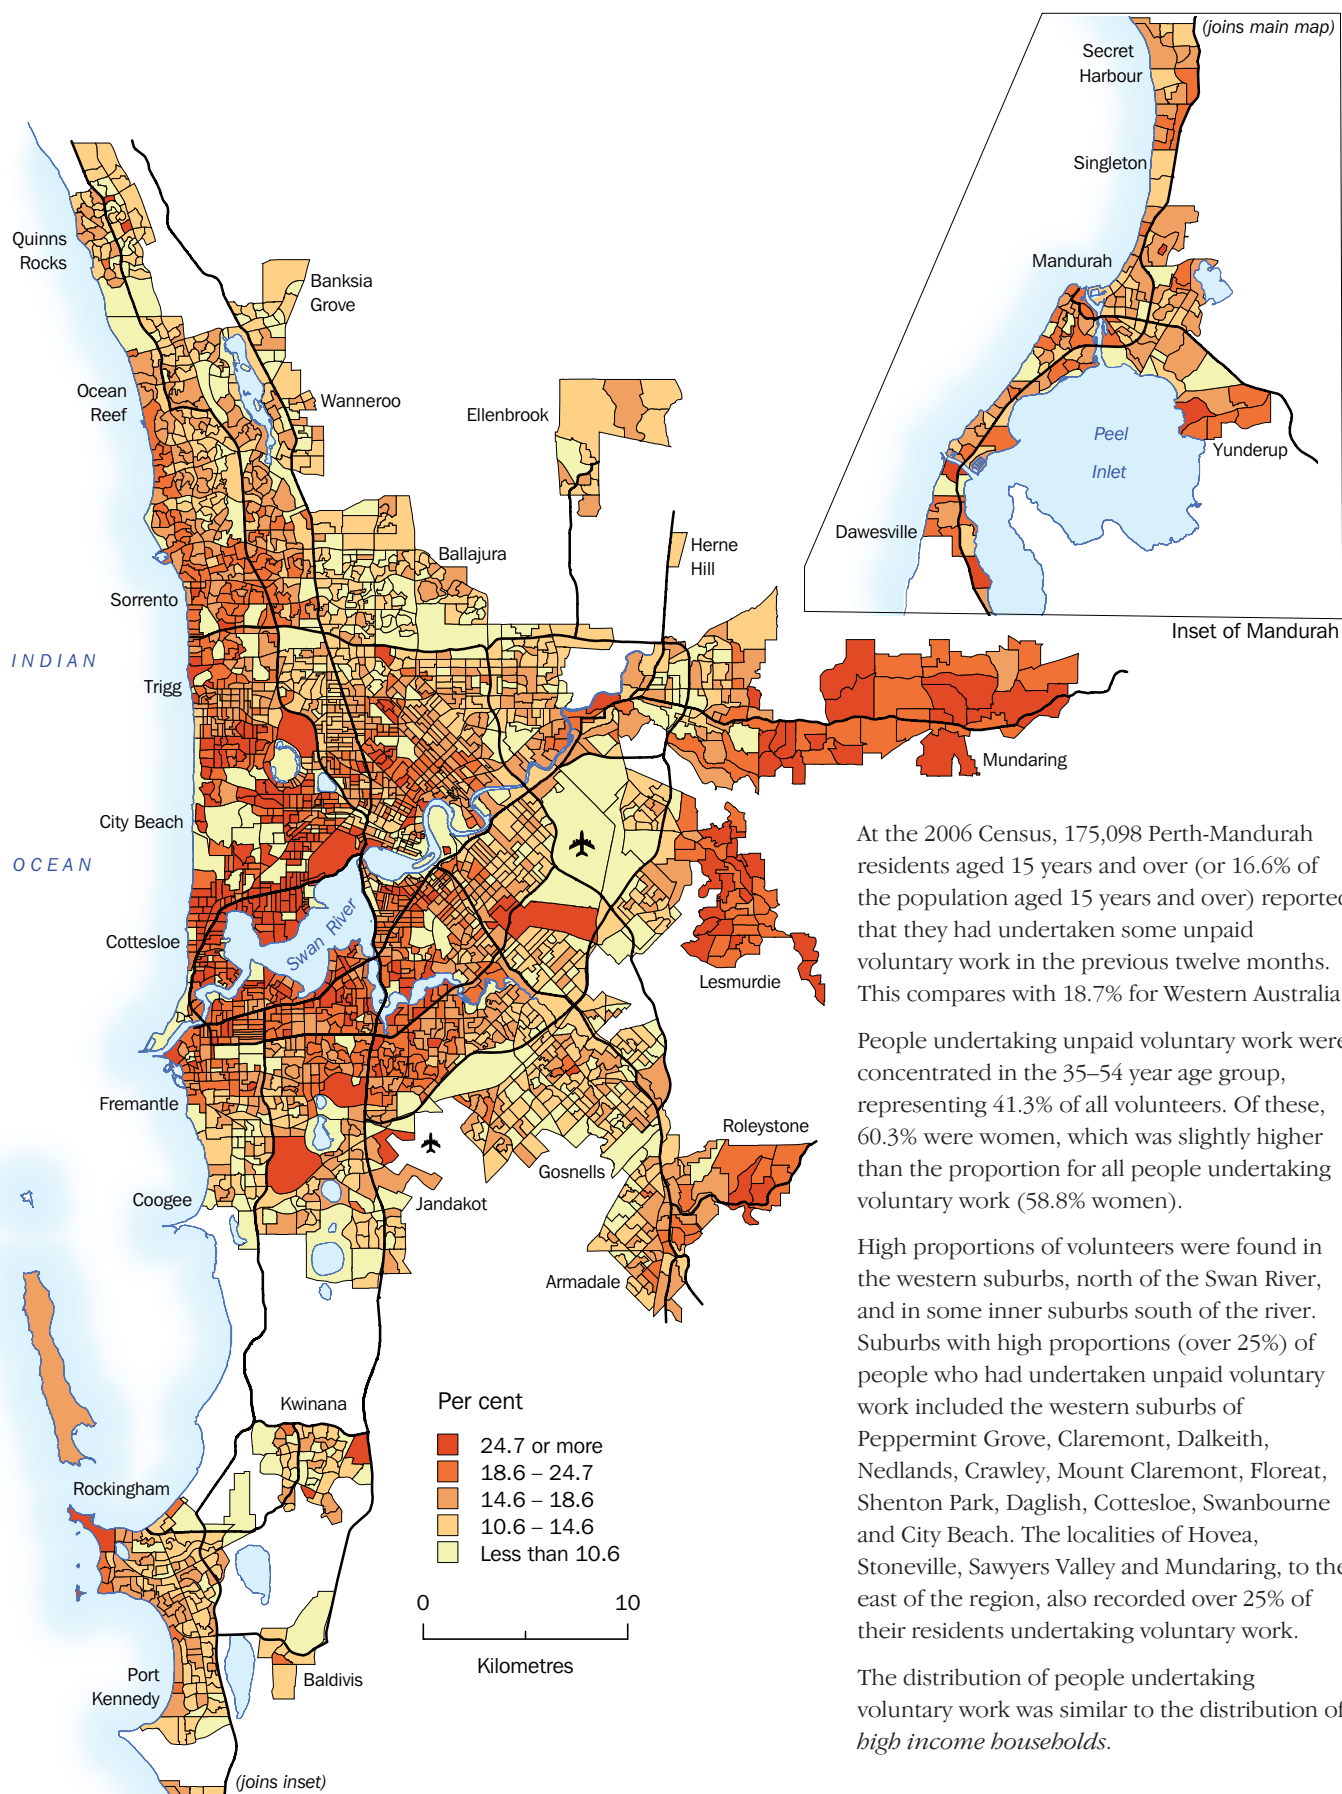 (joins main map)
Secret
Harbour
Singleton
Mandurah
Peel
Inlet
Yunderup
Dawesville
Inset of Mandurah
Quinns
Rocks
Banksia
Grove
Ocean
Reef
Wanneroo
Ellenbrook
Ballajura
Herne
Hill
Sorrento
INDIAN
Trigg
Mundaring
City Beach
OCEAN
Swan River
Cottesloe
Lesmurdie
Fremantle
Roleystone
Gosnells
Jandakot
Coogee
Armadale
Kwinana
Rockingham
Port
Kennedy
Baldivis
(joins inset)
Per cent
24.7 or more
18.6 – 24.7
14.6 – 18.6
10.6 – 14.6
Less than 10.6
0 10
Kilometres
At the 2006 Census, 175,098 Perth-Mandurah
residents aged 15 years and over (or 16.6% of
the population aged 15 years and over) reported
that they had undertaken some unpaid
voluntary work in the previous twelve months.
This compares with 18.7% for Western Australia
People undertaking unpaid voluntary work were
concentrated in the 35–54 year age group,
representing 41.3% of all volunteers. Of these,
60.3% were women, which was slightly higher
than the proportion for all people undertaking
voluntary work (58.8% women).
High proportions of volunteers were found in
the western suburbs, north of the Swan River,
and in some inner suburbs south of the river.
Suburbs with high proportions (over 25%) of
people who had undertaken unpaid voluntary
work included the western suburbs of
Peppermint Grove, Claremont, Dalkeith,
Nedlands, Crawley, Mount Claremont, Floreat,
Shenton Park, Daglish, Cottesloe, Swanbourne
and City Beach. The localities of Hovea,
Stoneville, Sawyers Valley and Mundaring, to the
east of the region, also recorded over 25% of
their residents undertaking voluntary work.
The distribution of people undertaking
voluntary work was similar to the distribution of
high income households.